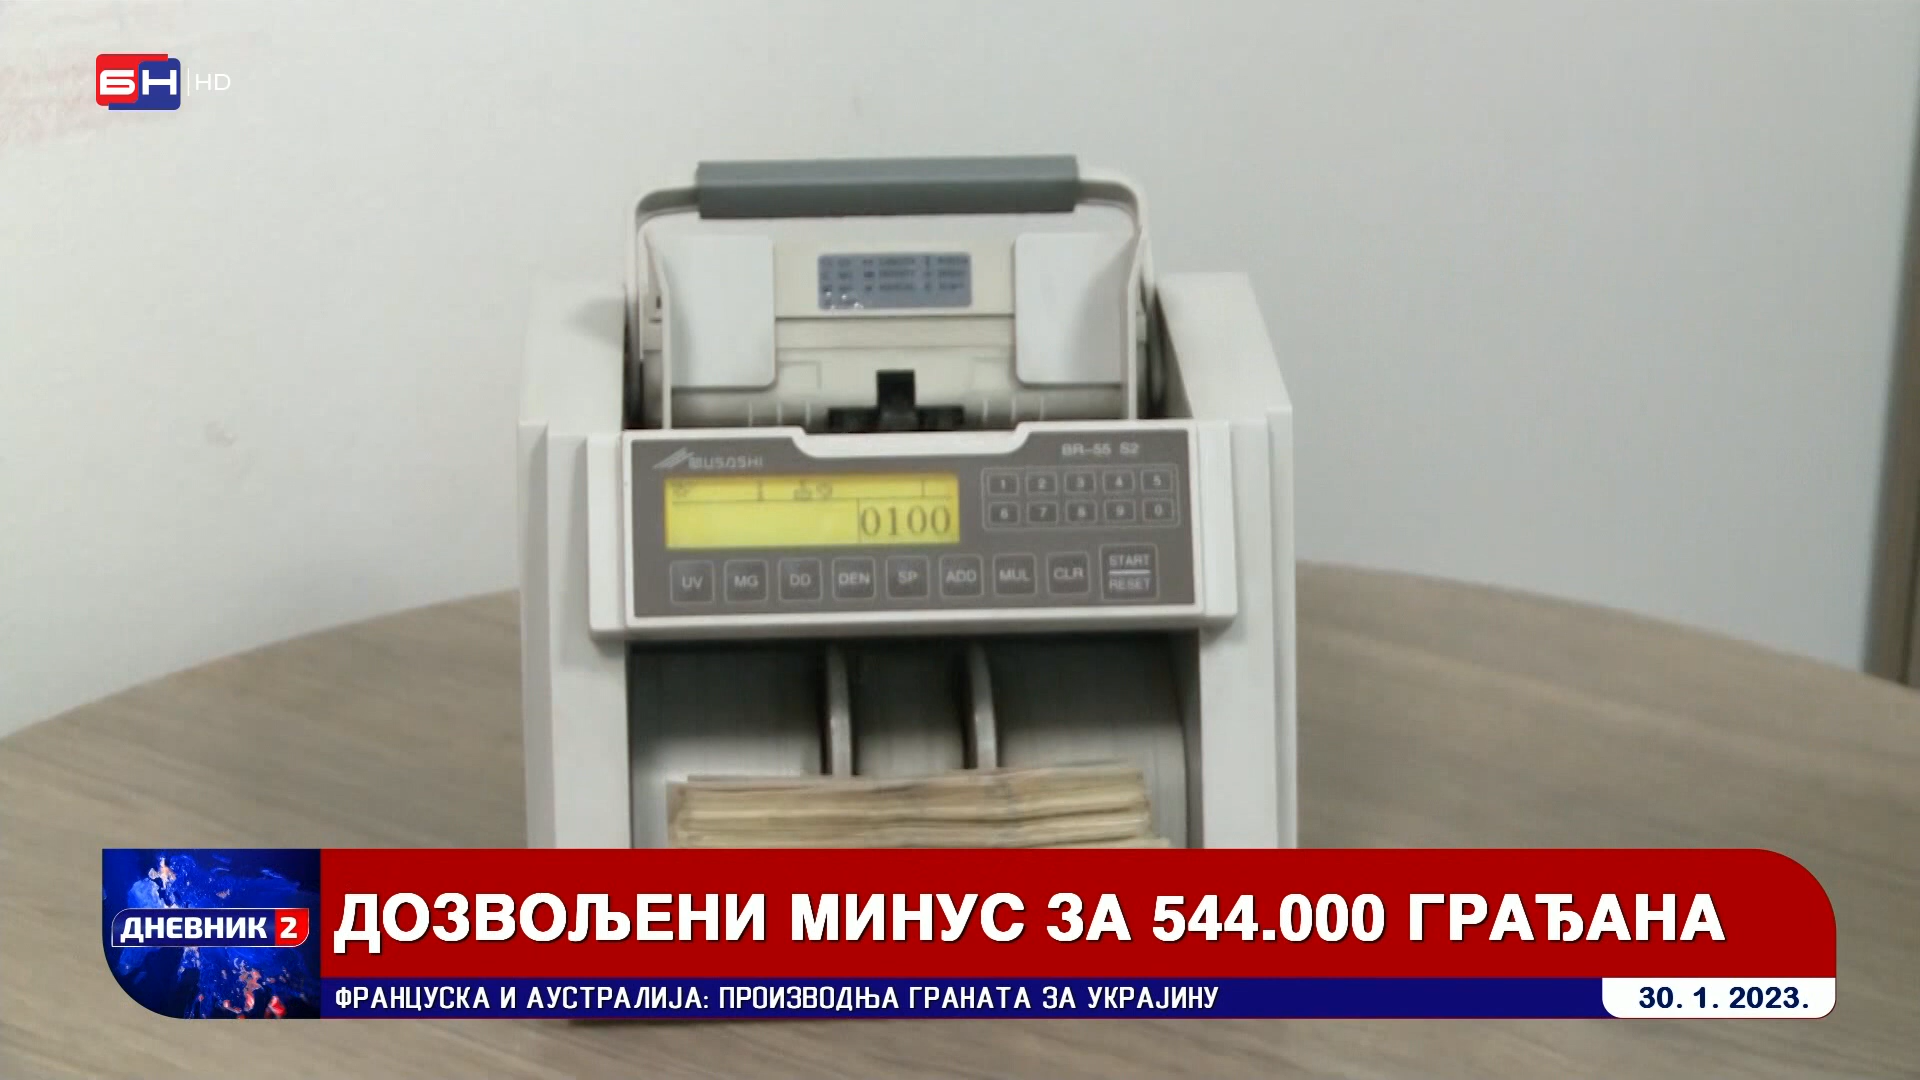 БН HD
MUSASHI
BR-55 S2
1 2 3 4 5
6 7 8 9 0
0100
UV MG DD DEN SP ADD MUL CLR START
RESET
ДНЕВНИК 2
ДОЗВОЉЕНИ МИНУС ЗА 544.000 ГРАЂАНА
ФРАНЦУСКА И АУСТРАЛИЈА: ПРОИЗВОДЊА ГРАНАТА ЗА УКРАЈИНУ
30. 1. 2023.